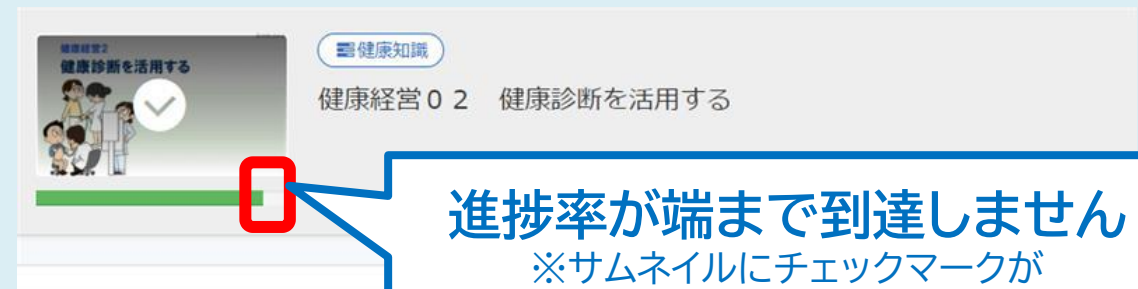 健康経営2
健康診断を活用する
健康知識
健康経営０２　健康診断を活用する
進捗率が端まで到達しません
※サムネイルにチェックマークが